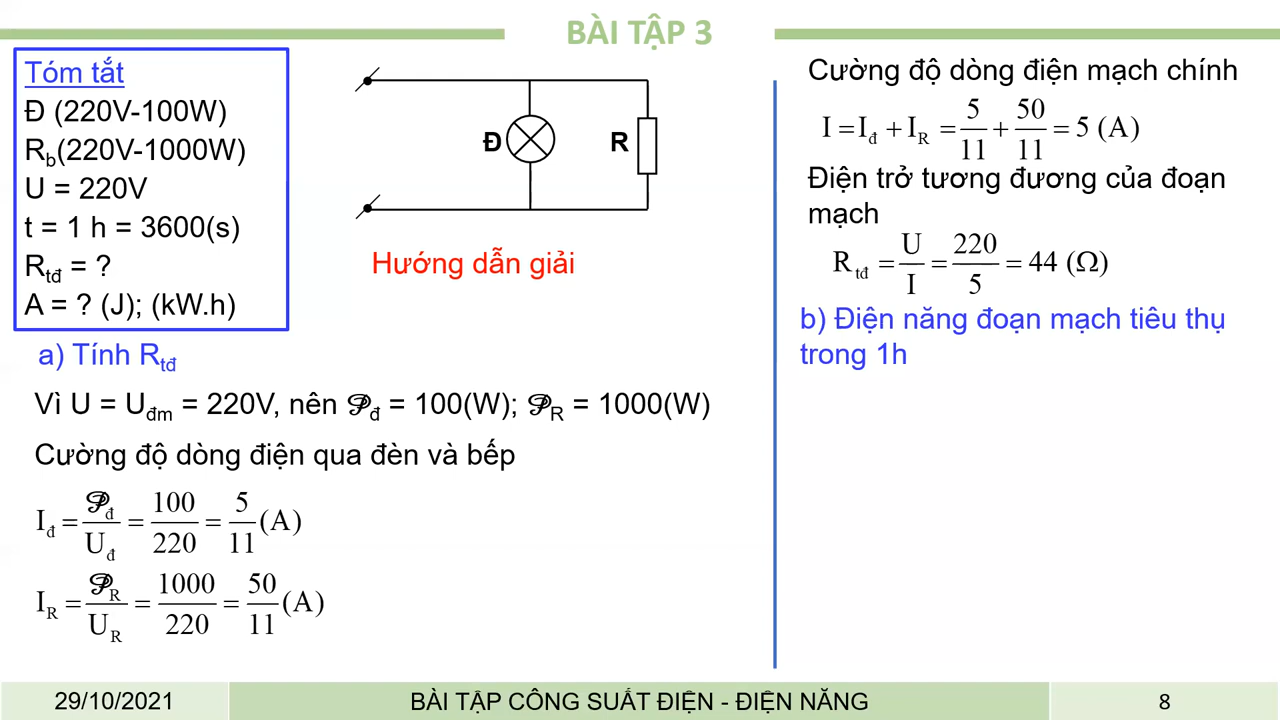 BÀI TẬP 3
Tóm tắt
Đ (220V-100W)
Rb(220V-1000W)
U = 220V
t = 1 h = 3600(s)
Rtđ = ?
A = ? (J); (kW.h)
Đ
R
Hướng dẫn giải
a) Tính Rtđ
Vì U = Uđm = 220V, nên 𝒫đ = 100(W); 𝒫R = 1000(W)
Cường độ dòng điện qua đèn và bếp
Iđ = 𝒫đ/Uđ = 100/220 = 5/11 (A)
IR = 𝒫R/UR = 1000/220 = 50/11 (A)
Cường độ dòng điện mạch chính
I = Iđ + IR = 5/11 + 50/11 = 5 (A)
Điện trở tương đương của đoạn
mạch
Rtđ = U/I = 220/5 = 44 (Ω)
b) Điện năng đoạn mạch tiêu thụ
trong 1h
29/10/2021
BÀI TẬP CÔNG SUẤT ĐIỆN - ĐIỆN NĂNG
8